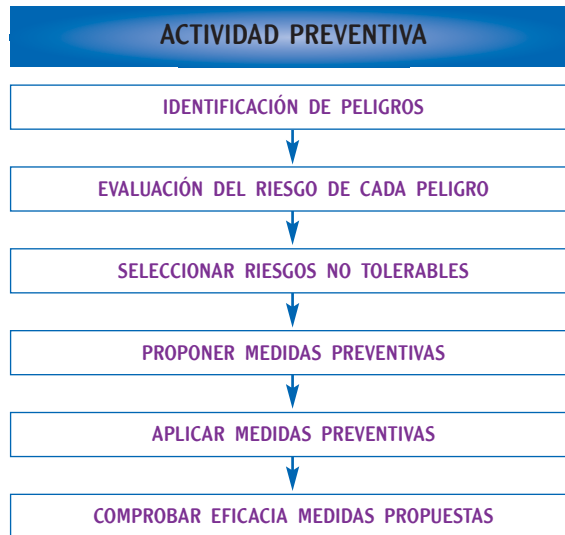 ACTIVIDAD PREVENTIVA
IDENTIFICACIÓN DE PELIGROS
EVALUACIÓN DEL RIESGO DE CADA PELIGRO
SELECCIONAR RIESGOS NO TOLERABLES
PROPONER MEDIDAS PREVENTIVAS
APLICAR MEDIDAS PREVENTIVAS
COMPROBAR EFICACIA MEDIDAS PROPUESTAS